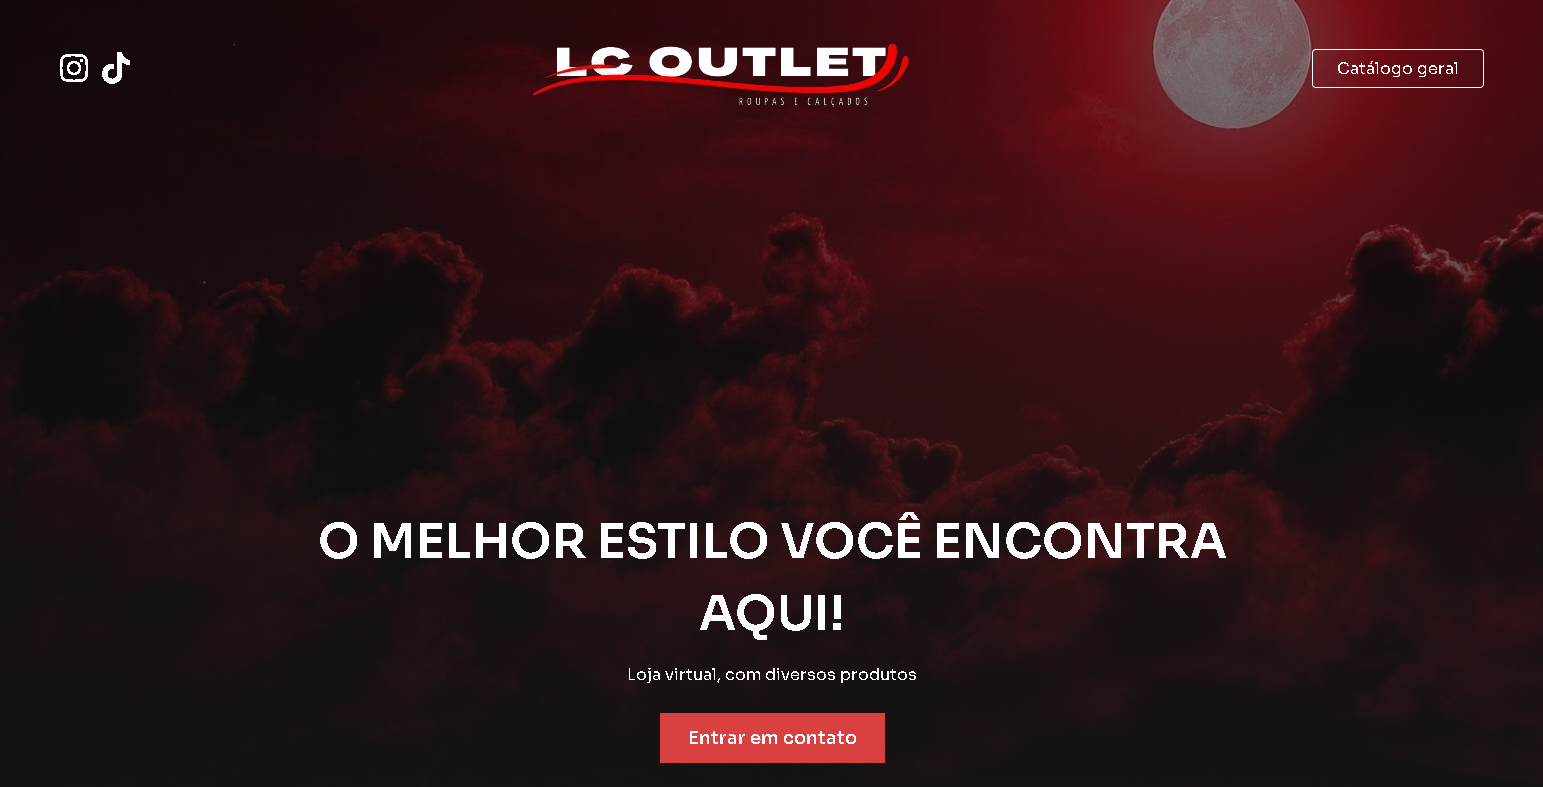 LC OUTLET
ROUPAS E CALÇADOS
Catálogo geral
O MELHOR ESTILO VOCÊ ENCONTRA
AQUI!
Loja virtual, com diversos produtos
Entrar em contato